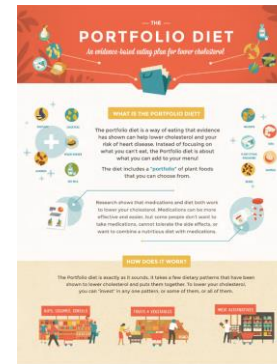 — THE —
PORTFOLIO DIET
an evidence-based eating plan for lower cholesterol
WHAT IS THE PORTFOLIO DIET?
The portfolio diet is a way of eating that evidence
has shown can help lower cholesterol and your
risk of heart disease. Instead of focusing on
what you can't eat, the Portfolio diet is about
what you can add to your menu!
The diet includes a "portfolio" of plant foods
that you can choose from.
Research shows that medications and diet both work
to lower your cholesterol. Medications can be more
effective and easier, but some people don't want to
take medications, cannot tolerate the side effects, or
want to combine a nutritious diet with medications.
HOW DOES IT WORK?
The Portfolio diet is exactly as it sounds, it takes a few dietary patterns that have been
shown to lower cholesterol and puts them together. To lower your cholesterol,
you can "invest" in any one pattern, or some of them, or all of them.
FRUITS & VEGETABLES
MEAT ALTERNATIVES